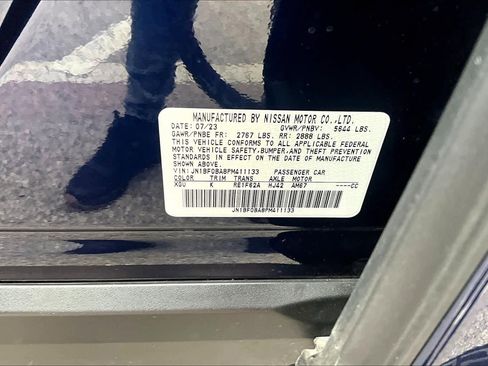 MANUFACTURED BY NISSAN MOTOR CO.,LTD.
DATE: 07/23 GVWR/PNBV: 5644 LBS.
GAWR/PNBE FR: 2767 LBS. RR: 2888 LBS.
THIS VEHICLE CONFORMS TO ALL APPLICABLE FEDERAL
MOTOR VEHICLE SAFETY,BUMPER,AND THEFT PREVENTION
STANDARDS IN EFFECT ON THE DATE OF MANUFACTURE
SHOWN ABOVE.
VIN: JN1BF0BA8PM411133 PASSENGER CAR
COLOR TRIM TRANS AXLE MOTOR
XGU K RE1F62A HJ42 AM67 ----CC
JN1BF0BA8PM411133